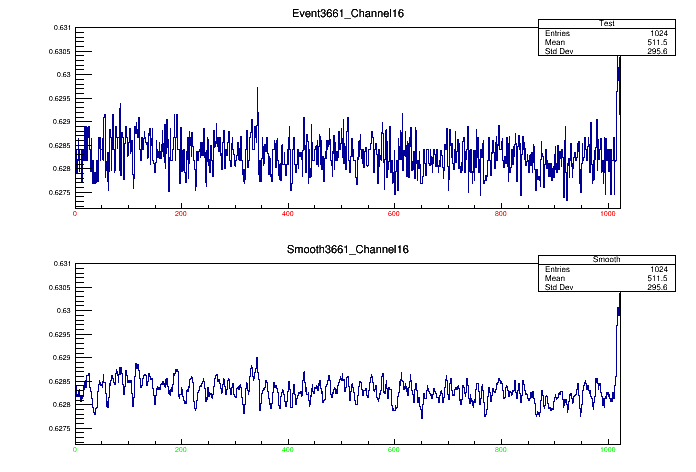 Event3661_Channel16
Test
Entries 1024
Mean 511.5
Std Dev 295.6
0.631
0.6305
0.63
0.6295
0.629
0.6285
0.628
0.6275
0 200 400 600 800 1000
Smooth3661_Channel16
Smooth
Entries 1024
Mean 511.5
Std Dev 295.6
0.631
0.6305
0.63
0.6295
0.629
0.6285
0.628
0.6275
0 200 400 600 800 1000